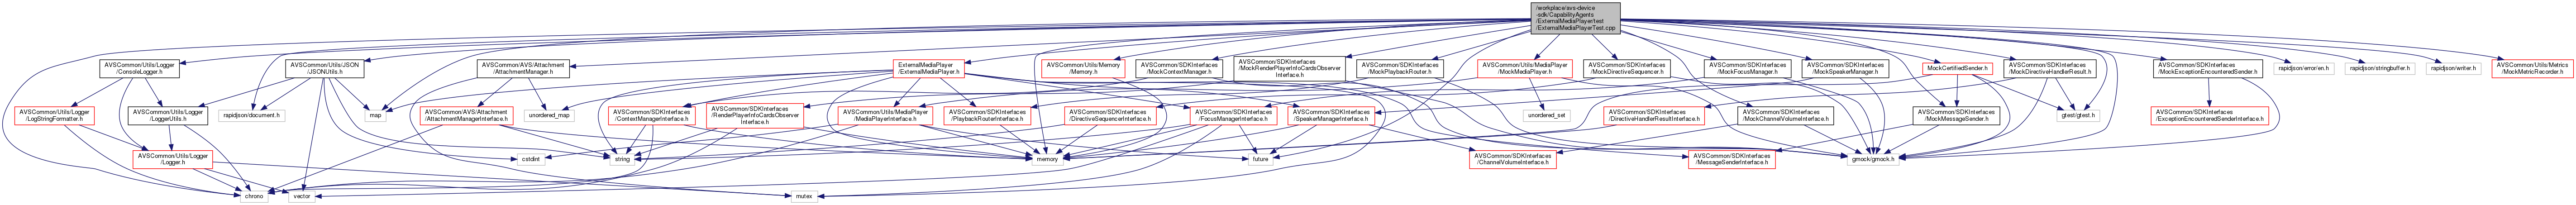 /workplace/avs-device
-sdk/CapabilityAgents
/ExternalMediaPlayer/test
/ExternalMediaPlayerTest.cpp
AVSCommon/Utils/Logger
/ConsoleLogger.h
AVSCommon/Utils/JSON
/JSONUtils.h
AVSCommon/AVS/Attachment
/AttachmentManager.h
ExternalMediaPlayer
/ExternalMediaPlayer.h
AVSCommon/Utils/Memory
/Memory.h
AVSCommon/SDKInterfaces
/MockContextManager.h
AVSCommon/SDKInterfaces
/MockRenderPlayerInfoCardsObserver
Interface.h
AVSCommon/SDKInterfaces
/MockPlaybackRouter.h
AVSCommon/Utils/MediaPlayer
/MockMediaPlayer.h
AVSCommon/SDKInterfaces
/MockDirectiveSequencer.h
AVSCommon/SDKInterfaces
/MockFocusManager.h
AVSCommon/SDKInterfaces
/MockSpeakerManager.h
MockCertifiedSender.h
AVSCommon/SDKInterfaces
/MockDirectiveHandlerResult.h
AVSCommon/SDKInterfaces
/MockExceptionEncounteredSender.h
rapidjson/error/en.h
rapidjson/stringbuffer.h
rapidjson/writer.h
AVSCommon/Utils/Metrics
/MockMetricRecorder.h
AVSCommon/Utils/Logger
/LogStringFormatter.h
AVSCommon/Utils/Logger
/LoggerUtils.h
rapidjson/document.h
map
AVSCommon/AVS/Attachment
/AttachmentManagerInterface.h
unordered_map
AVSCommon/SDKInterfaces
/ContextManagerInterface.h
AVSCommon/SDKInterfaces
/RenderPlayerInfoCardsObserver
Interface.h
AVSCommon/Utils/MediaPlayer
/MediaPlayerInterface.h
AVSCommon/SDKInterfaces
/PlaybackRouterInterface.h
AVSCommon/SDKInterfaces
/DirectiveSequencerInterface.h
AVSCommon/SDKInterfaces
/FocusManagerInterface.h
AVSCommon/SDKInterfaces
/SpeakerManagerInterface.h
unordered_set
AVSCommon/SDKInterfaces
/DirectiveHandlerResultInterface.h
AVSCommon/SDKInterfaces
/MockChannelVolumeInterface.h
AVSCommon/SDKInterfaces
/MockMessageSender.h
gtest/gtest.h
AVSCommon/SDKInterfaces
/ExceptionEncounteredSenderInterface.h
AVSCommon/Utils/Logger
/Logger.h
cstdint
string
memory
future
AVSCommon/SDKInterfaces
/ChannelVolumeInterface.h
AVSCommon/SDKInterfaces
/MessageSenderInterface.h
gmock/gmock.h
chrono
vector
mutex